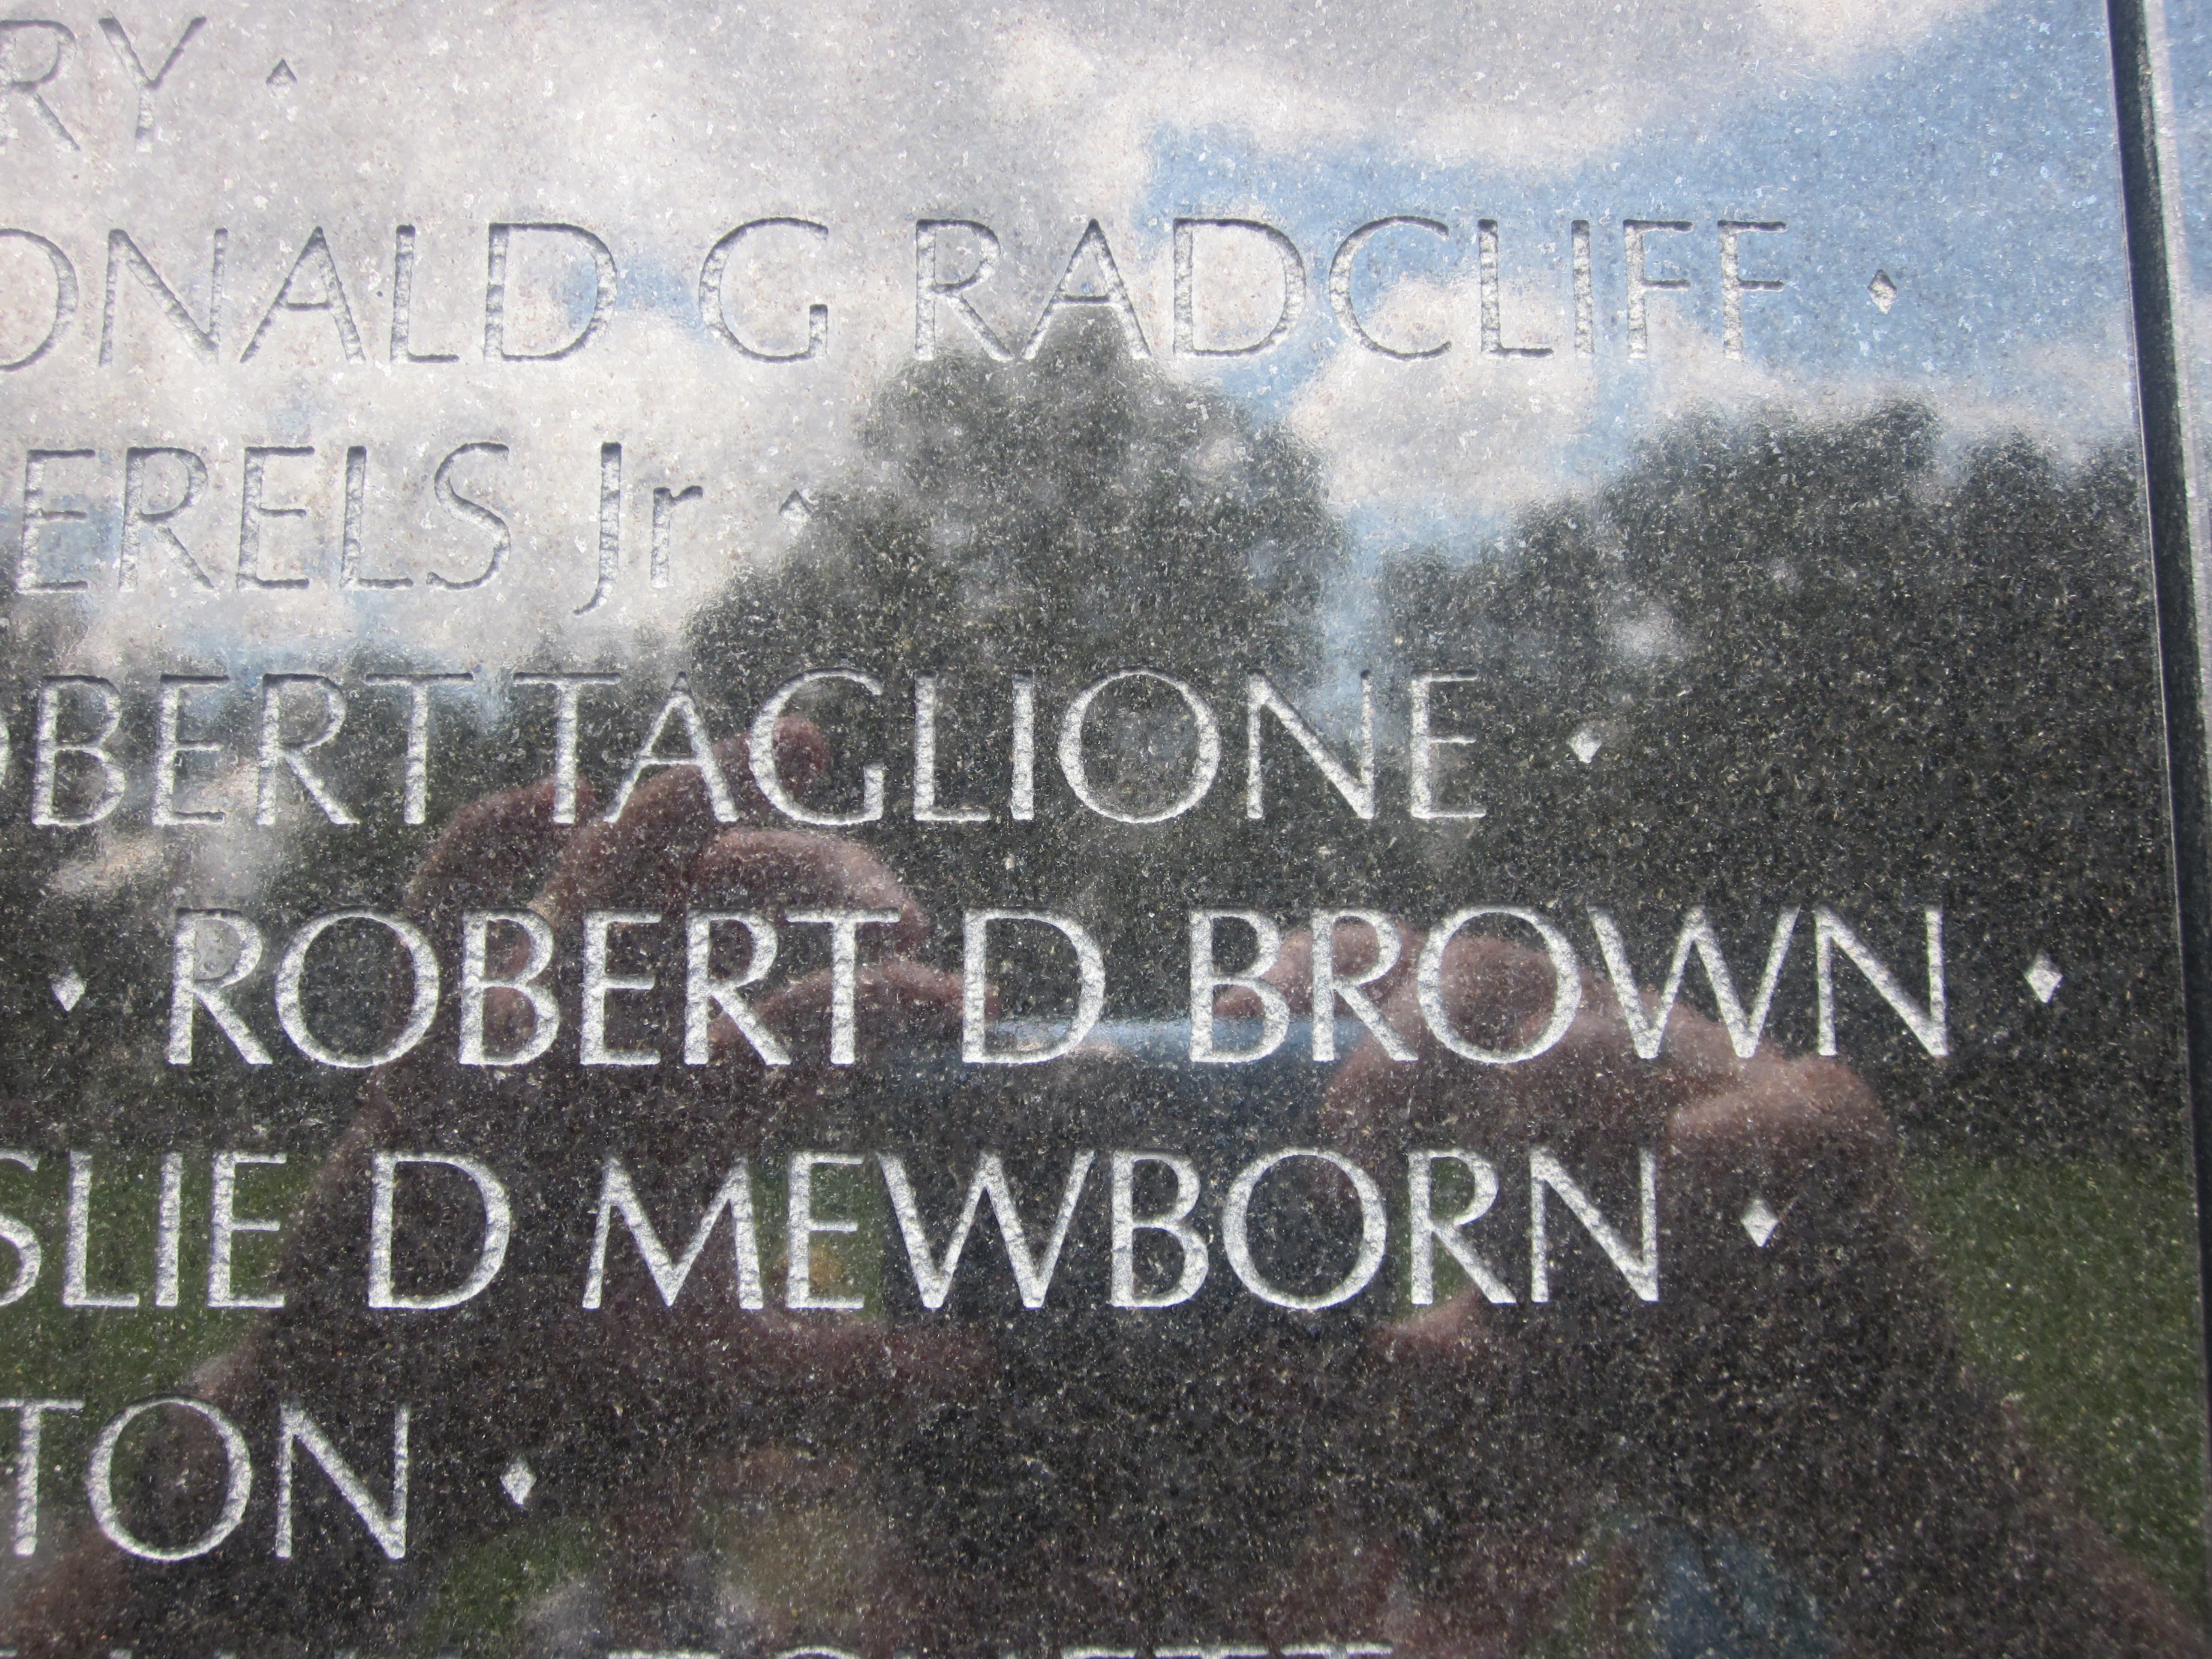 RY ⬦
ONALD G RADCLIFF ⬦
ERELS Jr ⬦
OBERT TAGLIONE ⬦
⬦ ROBERT D BROWN ⬦
SLIE D MEWBORN ⬦
TON ⬦